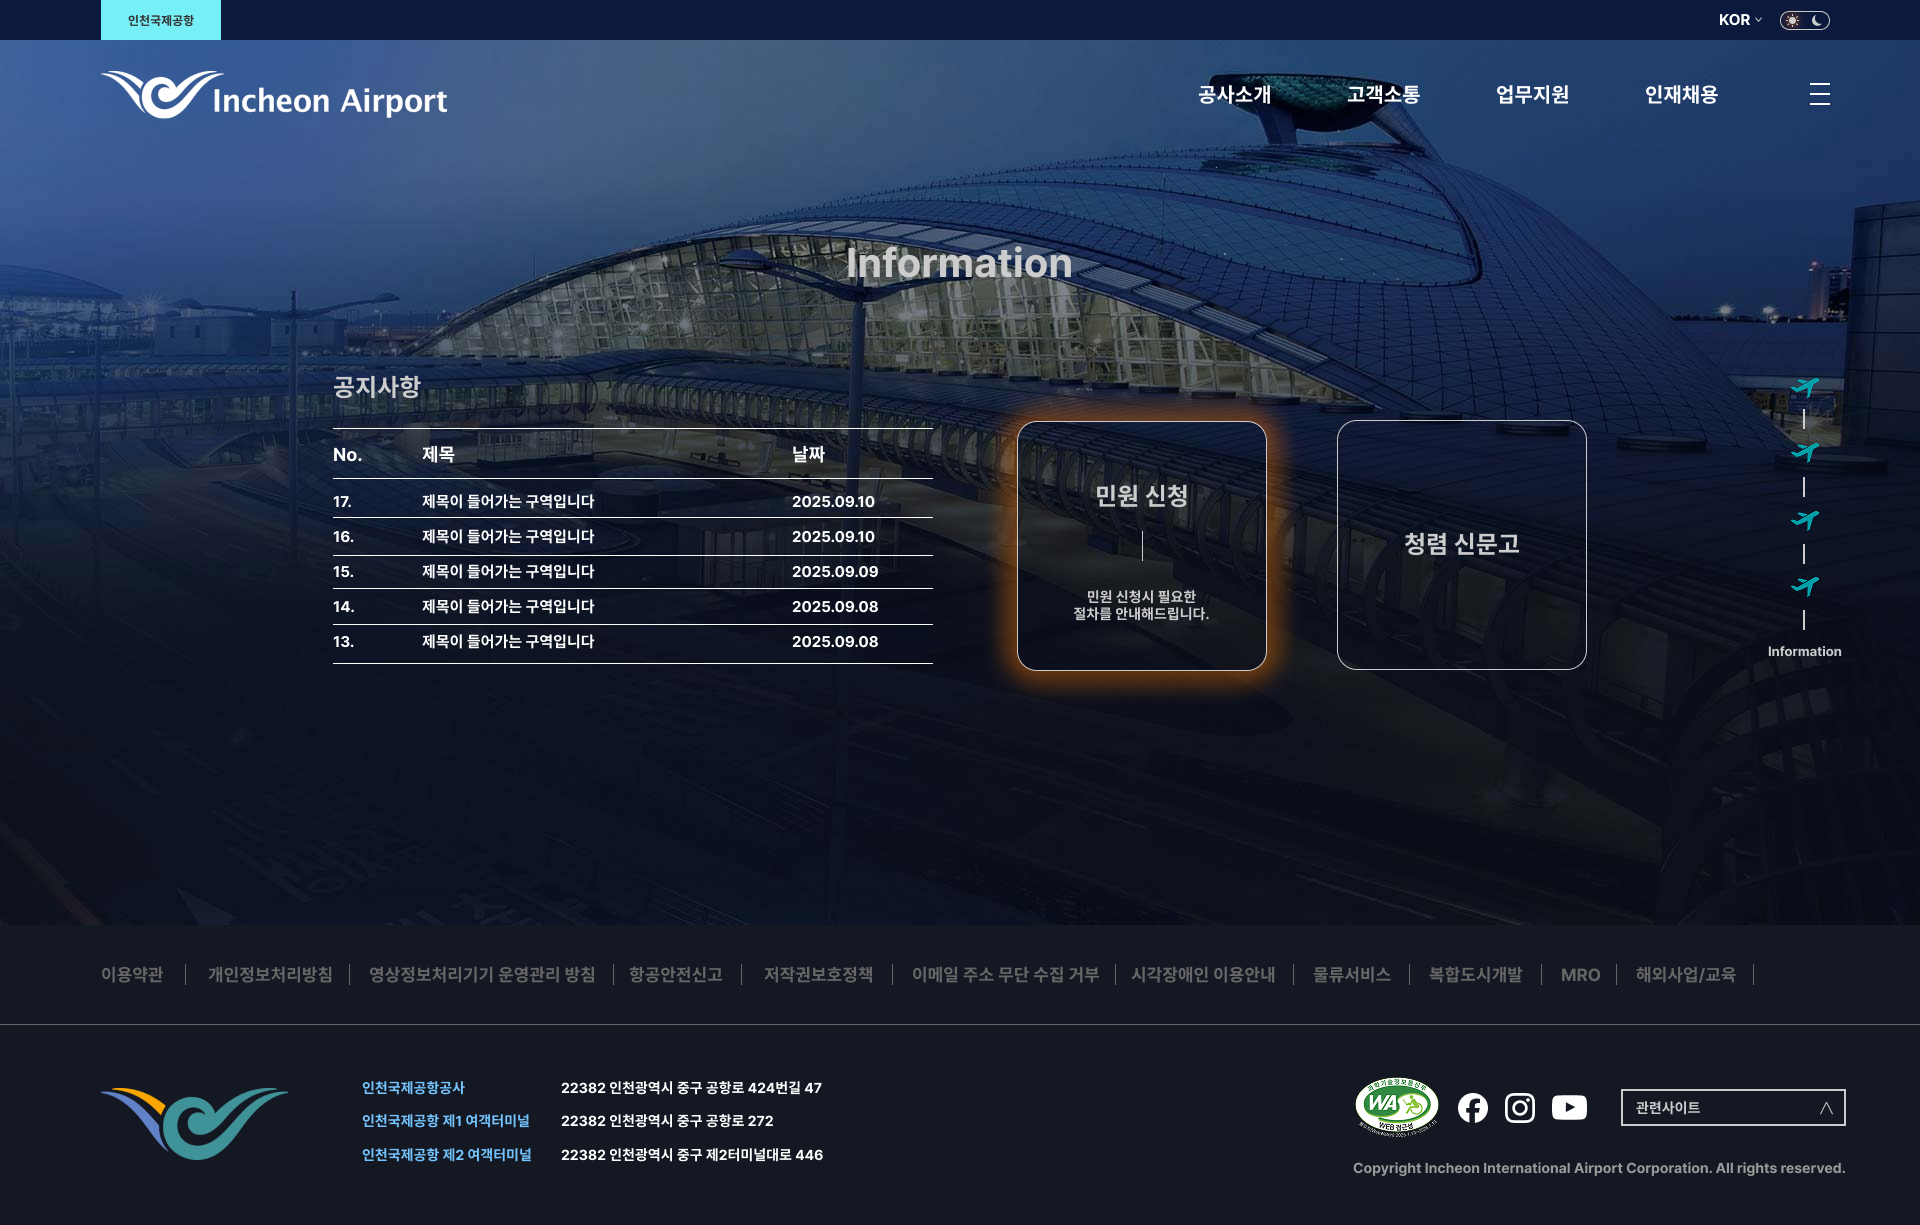 인천국제공항
KOR
Incheon Airport
공사소개
고객소통
업무지원
인재채용
Information
공지사항
No. 제목 날짜
17. 제목이 들어가는 구역입니다 2025.09.10
16. 제목이 들어가는 구역입니다 2025.09.10
15. 제목이 들어가는 구역입니다 2025.09.09
14. 제목이 들어가는 구역입니다 2025.09.08
13. 제목이 들어가는 구역입니다 2025.09.08
민원 신청
민원 신청시 필요한
절차를 안내해드립니다.
청렴 신문고
Information
이용약관
개인정보처리방침
영상정보처리기기 운영관리 방침
항공안전신고
저작권보호정책
이메일 주소 무단 수집 거부
시각장애인 이용안내
물류서비스
복합도시개발
MRO
해외사업/교육
인천국제공항공사 22382 인천광역시 중구 공항로 424번길 47
인천국제공항 제1 여객터미널 22382 인천광역시 중구 공항로 272
인천국제공항 제2 여객터미널 22382 인천광역시 중구 제2터미널대로 446
과학기술정보통신부
WA
WEB 접근성
관련사이트
Copyright Incheon International Airport Corporation. All rights reserved.